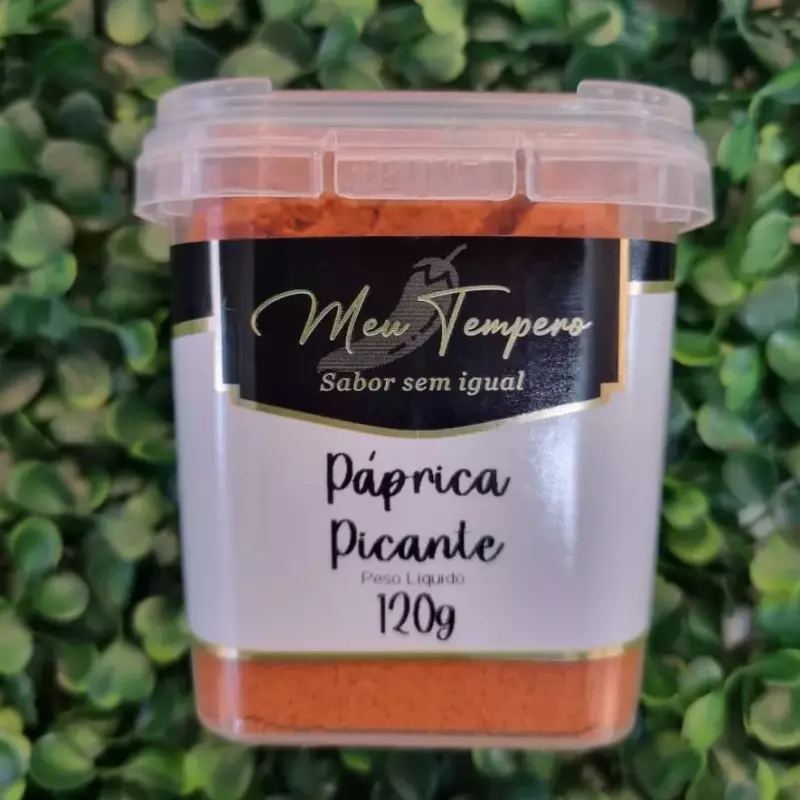 Meu Tempero
Sabor sem igual
Páprica
Picante
Peso Líquido
120g